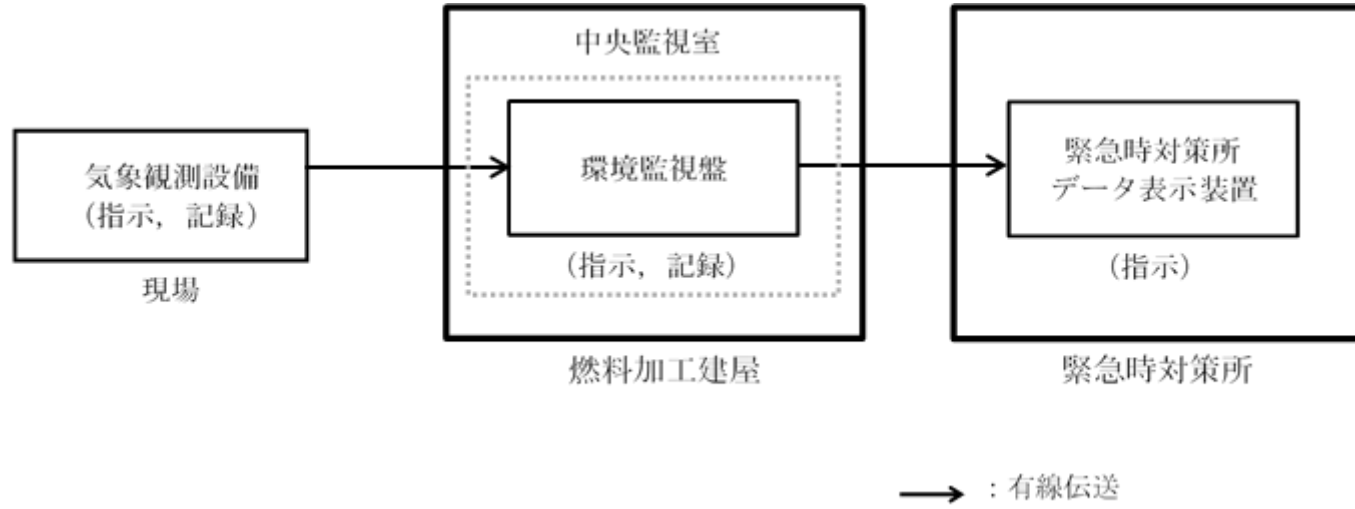 中央監視室
気象観測設備
（指示，記録）
現場
環境監視盤
（指示，記録）
燃料加工建屋
緊急時対策所
データ表示装置
（指示）
緊急時対策所
：有線伝送